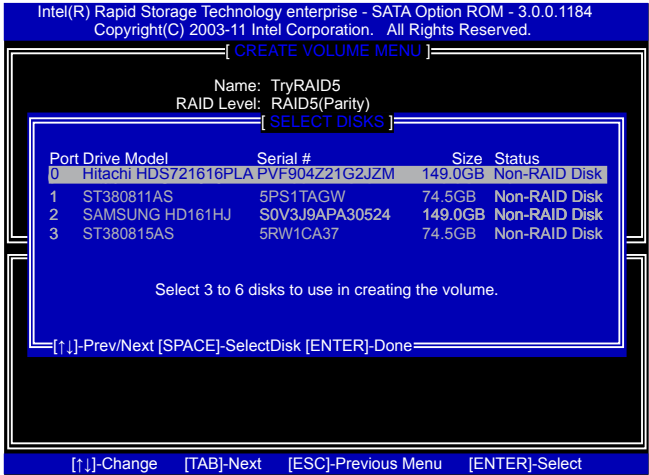 Intel(R) Rapid Storage Technology enterprise - SATA Option ROM - 3.0.0.1184
Copyright(C) 2003-11 Intel Corporation. All Rights Reserved.
[ CREATE VOLUME MENU ]
Name: TryRAID5
RAID Level: RAID5(Parity)
[ SELECT DISKS ]
Port Drive Model Serial # Size Status
0 Hitachi HDS721616PLA PVF904Z21G2JZM 149.0GB Non-RAID Disk
1 ST380811AS 5PS1TAGW 74.5GB Non-RAID Disk
2 SAMSUNG HD161HJ S0V3J9APA30524 149.0GB Non-RAID Disk
3 ST380815AS 5RW1CA37 74.5GB Non-RAID Disk
Select 3 to 6 disks to use in creating the volume.
[↑↓]-Prev/Next [SPACE]-SelectDisk [ENTER]-Done
[↑↓]-Change [TAB]-Next [ESC]-Previous Menu [ENTER]-Select